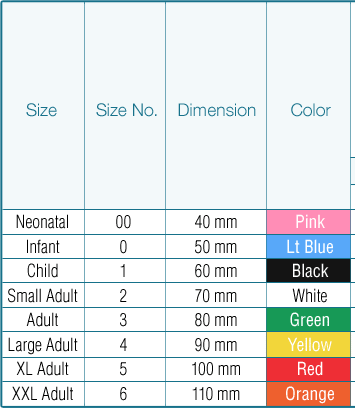 Size Size No. Dimension Color
Neonatal 00 40 mm Pink
Infant 0 50 mm Lt Blue
Child 1 60 mm Black
Small Adult 2 70 mm White
Adult 3 80 mm Green
Large Adult 4 90 mm Yellow
XL Adult 5 100 mm Red
XXL Adult 6 110 mm Orange